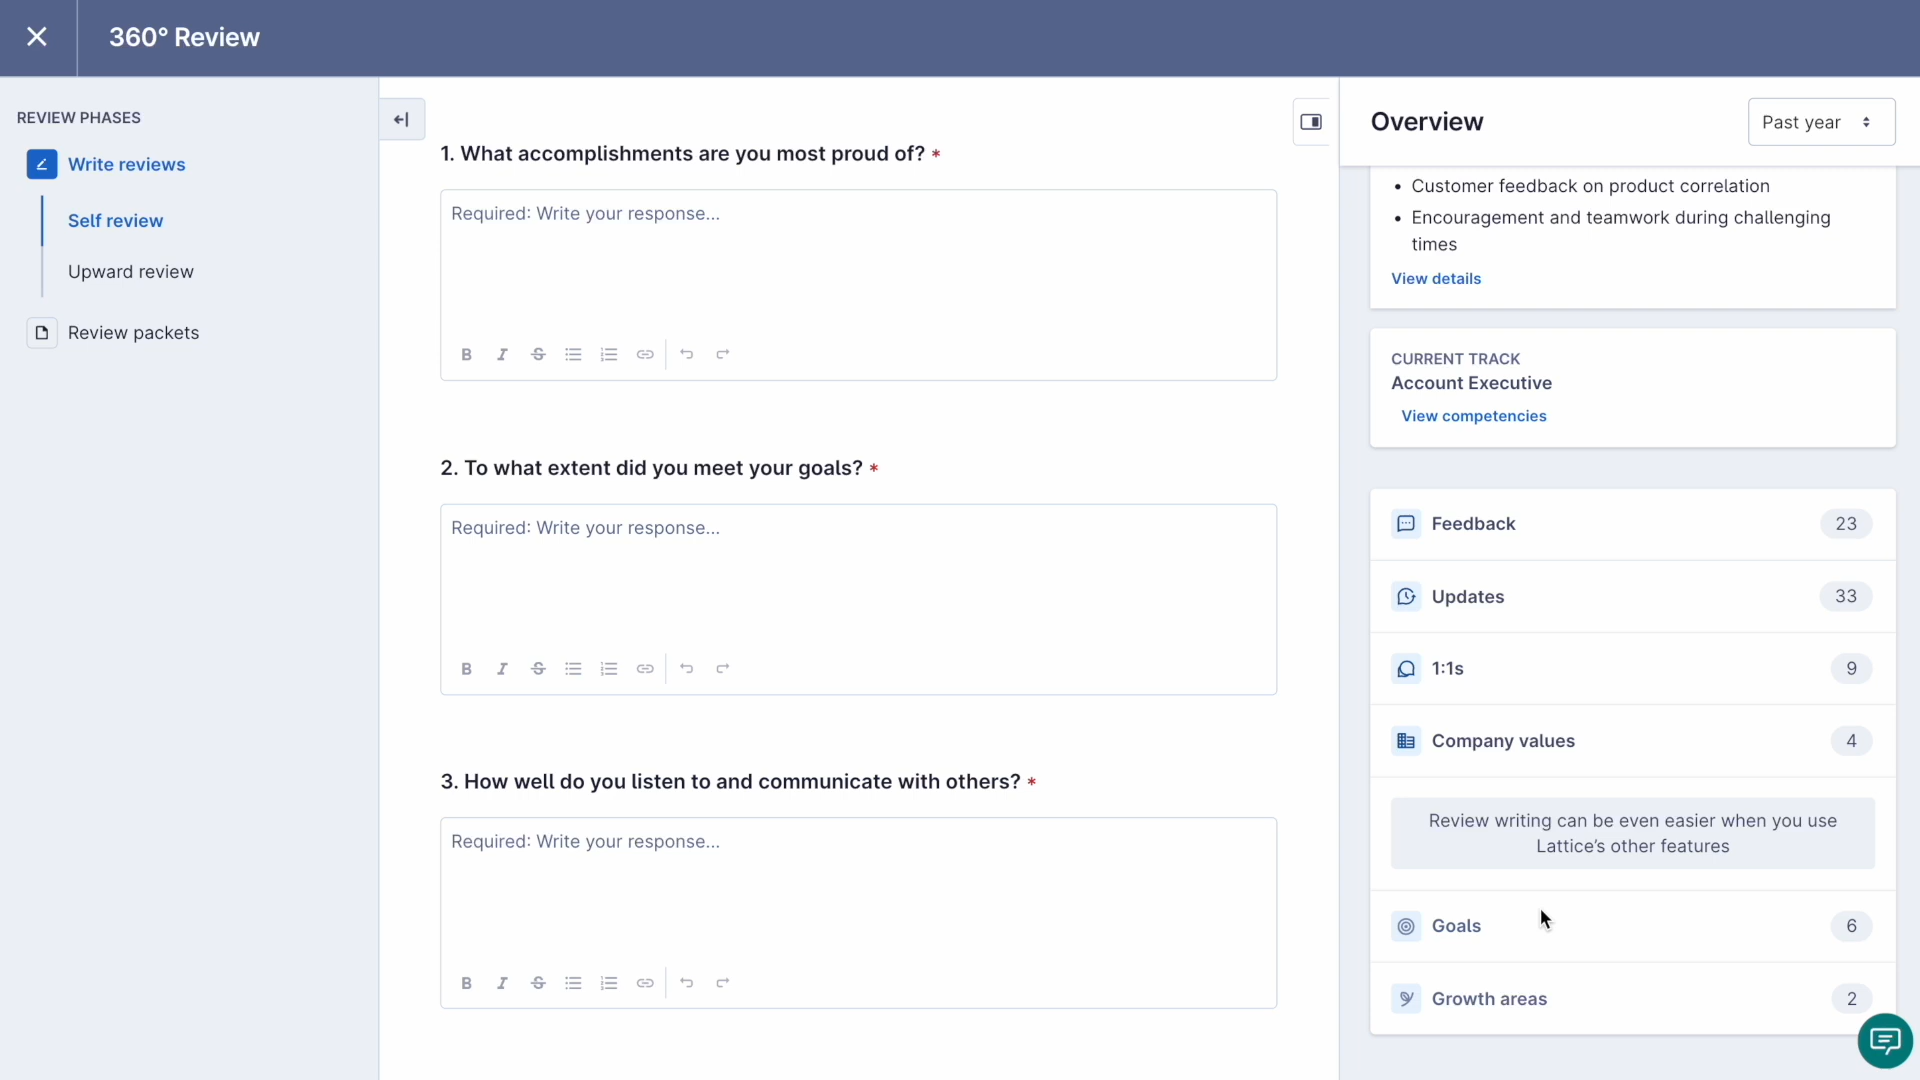 360° Review
REVIEW PHASES
Write reviews
Self review
Upward review
Review packets
1. What accomplishments are you most proud of? *
Required: Write your response...
2. To what extent did you meet your goals? *
Required: Write your response...
3. How well do you listen to and communicate with others? *
Required: Write your response...
Overview
Past year
• Customer feedback on product correlation
• Encouragement and teamwork during challenging
times
View details
CURRENT TRACK
Account Executive
View competencies
Feedback 23
Updates 33
1:1s 9
Company values 4
Review writing can be even easier when you use
Lattice’s other features
Goals 6
Growth areas 2